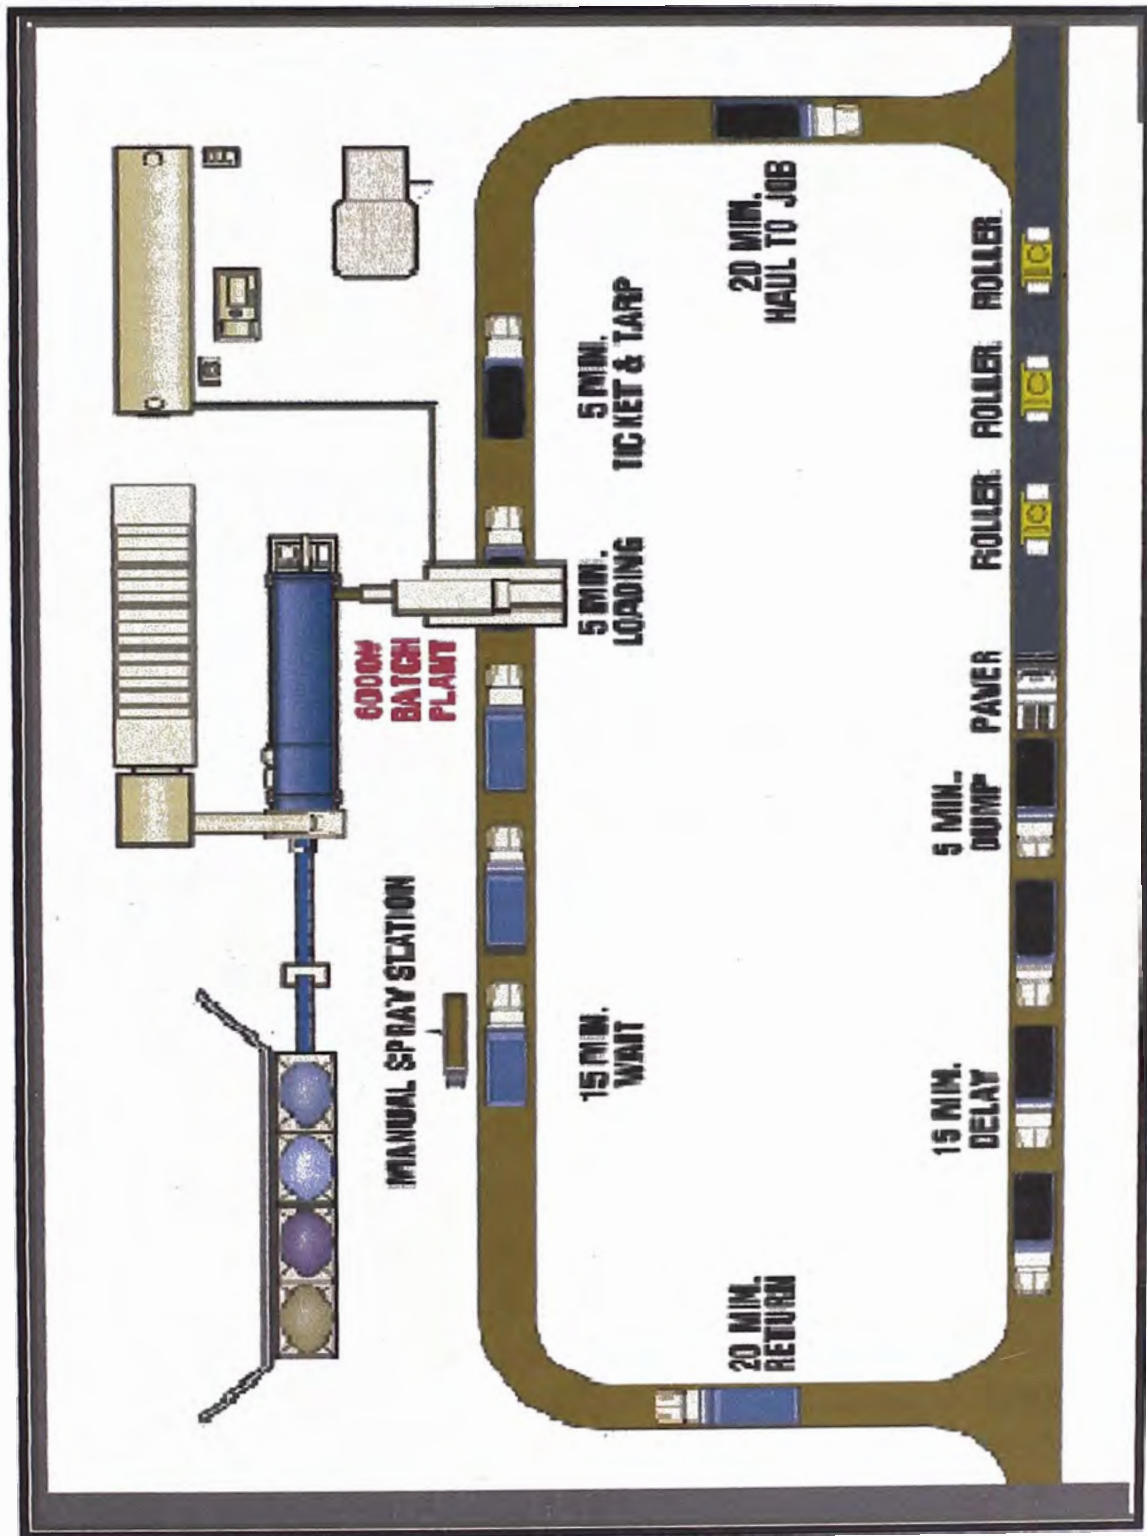 6000#
BATCH
PLANT
MANUAL SPRAY STATION
15 MIN.
WAIT
5 MIN.
LOADING
5 MIN.
TICKET & TARP
20 MIN.
RETURN
20 MIN.
HAUL TO JOB
15 MIN.
DELAY
5 MIN.
DUMP
PAVER
ROLLER
ROLLER
ROLLER